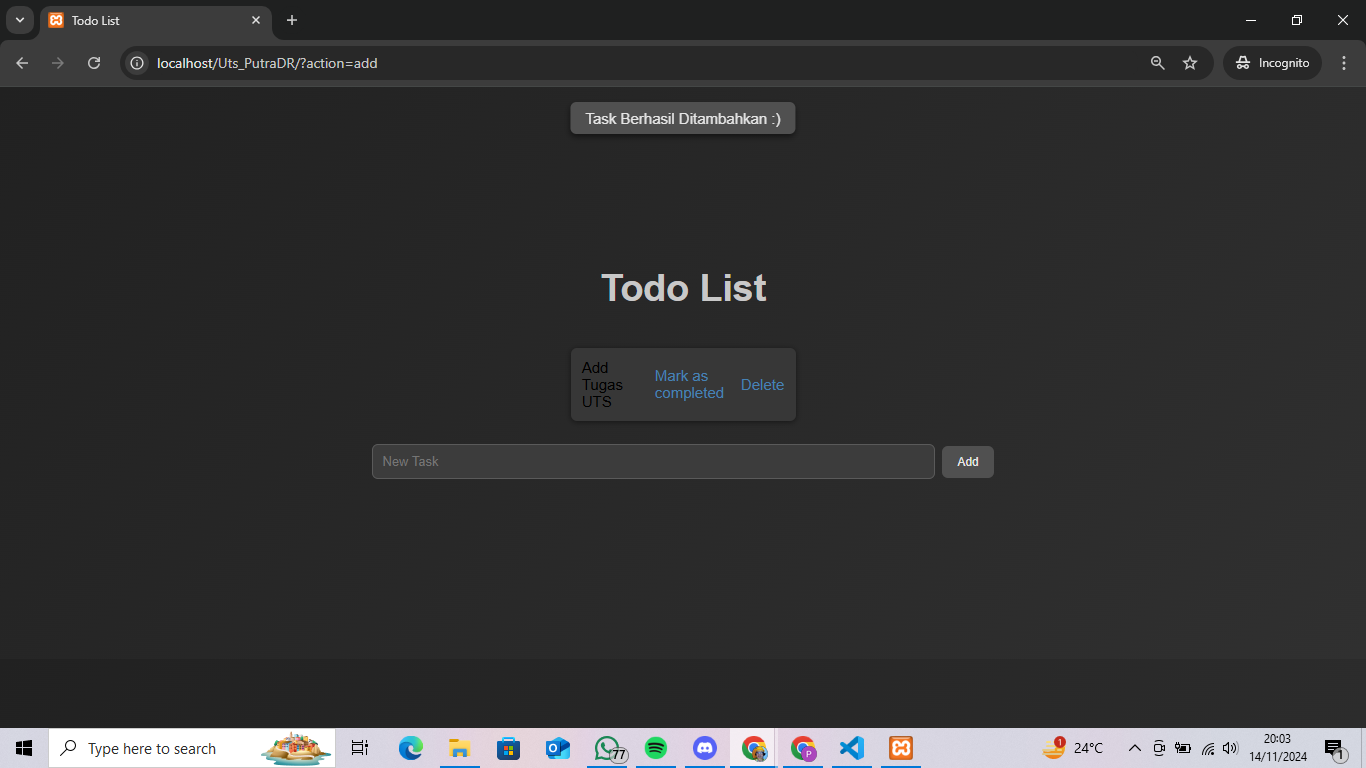 Todo List
localhost/Uts_PutraDR/?action=add
Incognito
Task Berhasil Ditambahkan :)
Todo List
Add
Tugas
UTS
Mark as
completed
Delete
New Task
Add
Type here to search
77
P
1
24°C
20:03
14/11/2024
1